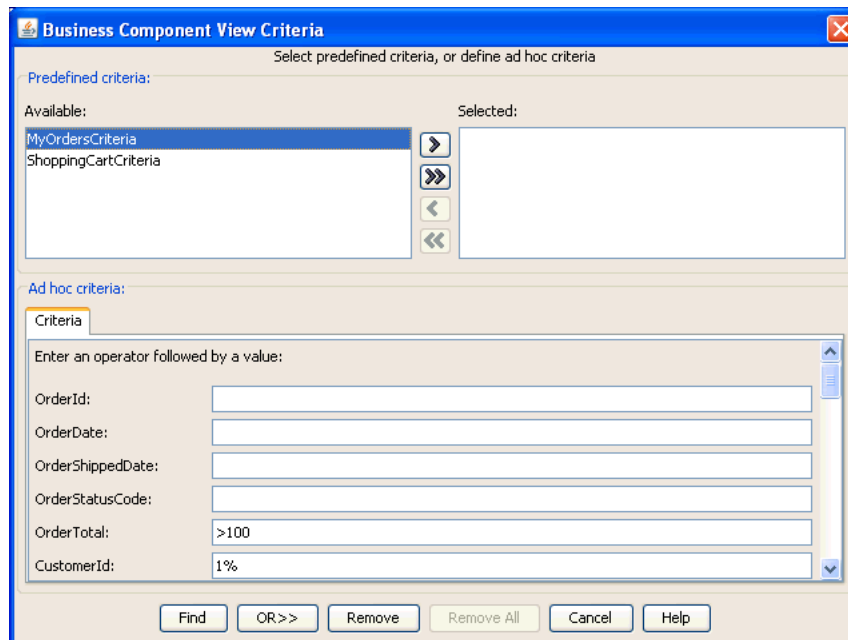 Business Component View Criteria
Select predefined criteria, or define ad hoc criteria
Predefined criteria:
Available:
Selected:
MyOrdersCriteria
ShoppingCartCriteria
Ad hoc criteria:
Criteria
Enter an operator followed by a value:
OrderId:
OrderDate:
OrderShippedDate:
OrderStatusCode:
OrderTotal: >100
CustomerId: 1%
Find OR>> Remove Remove All Cancel Help